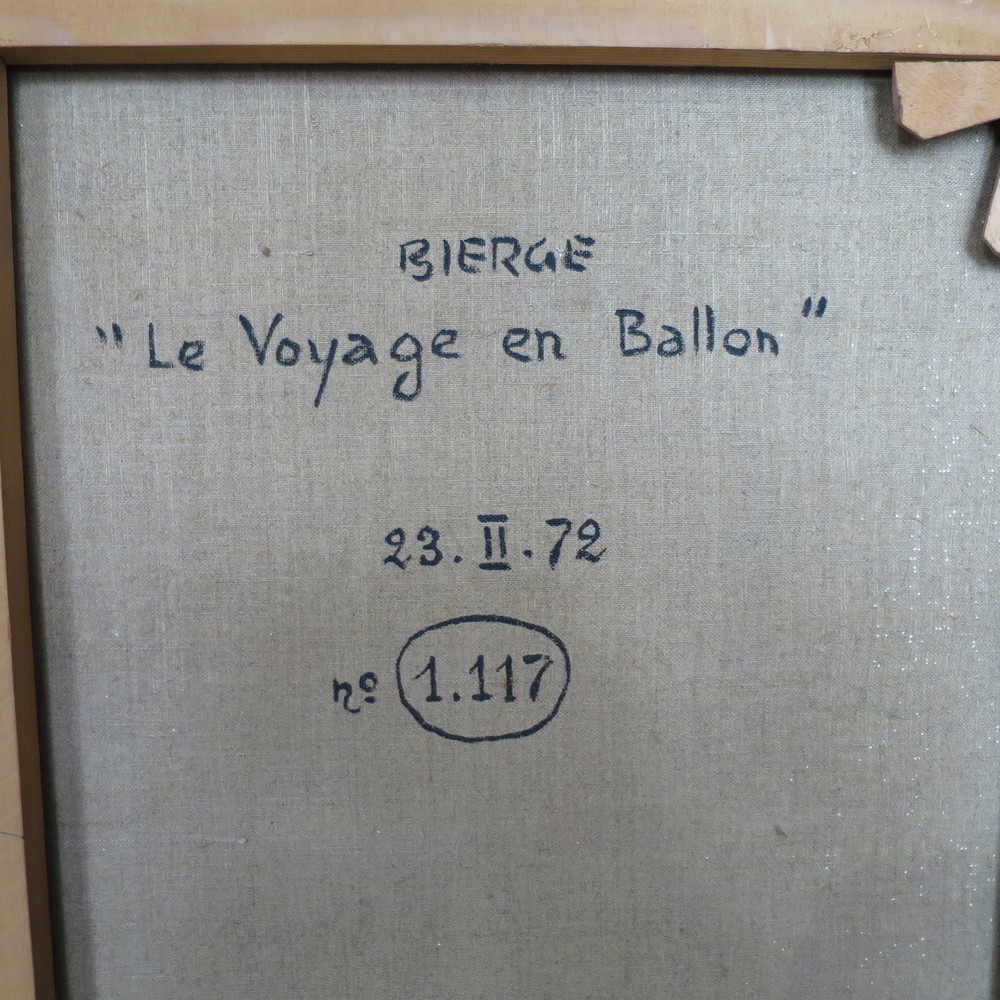 BIERGE
"Le Voyage en Ballon"
23.II.72
nº 1.117